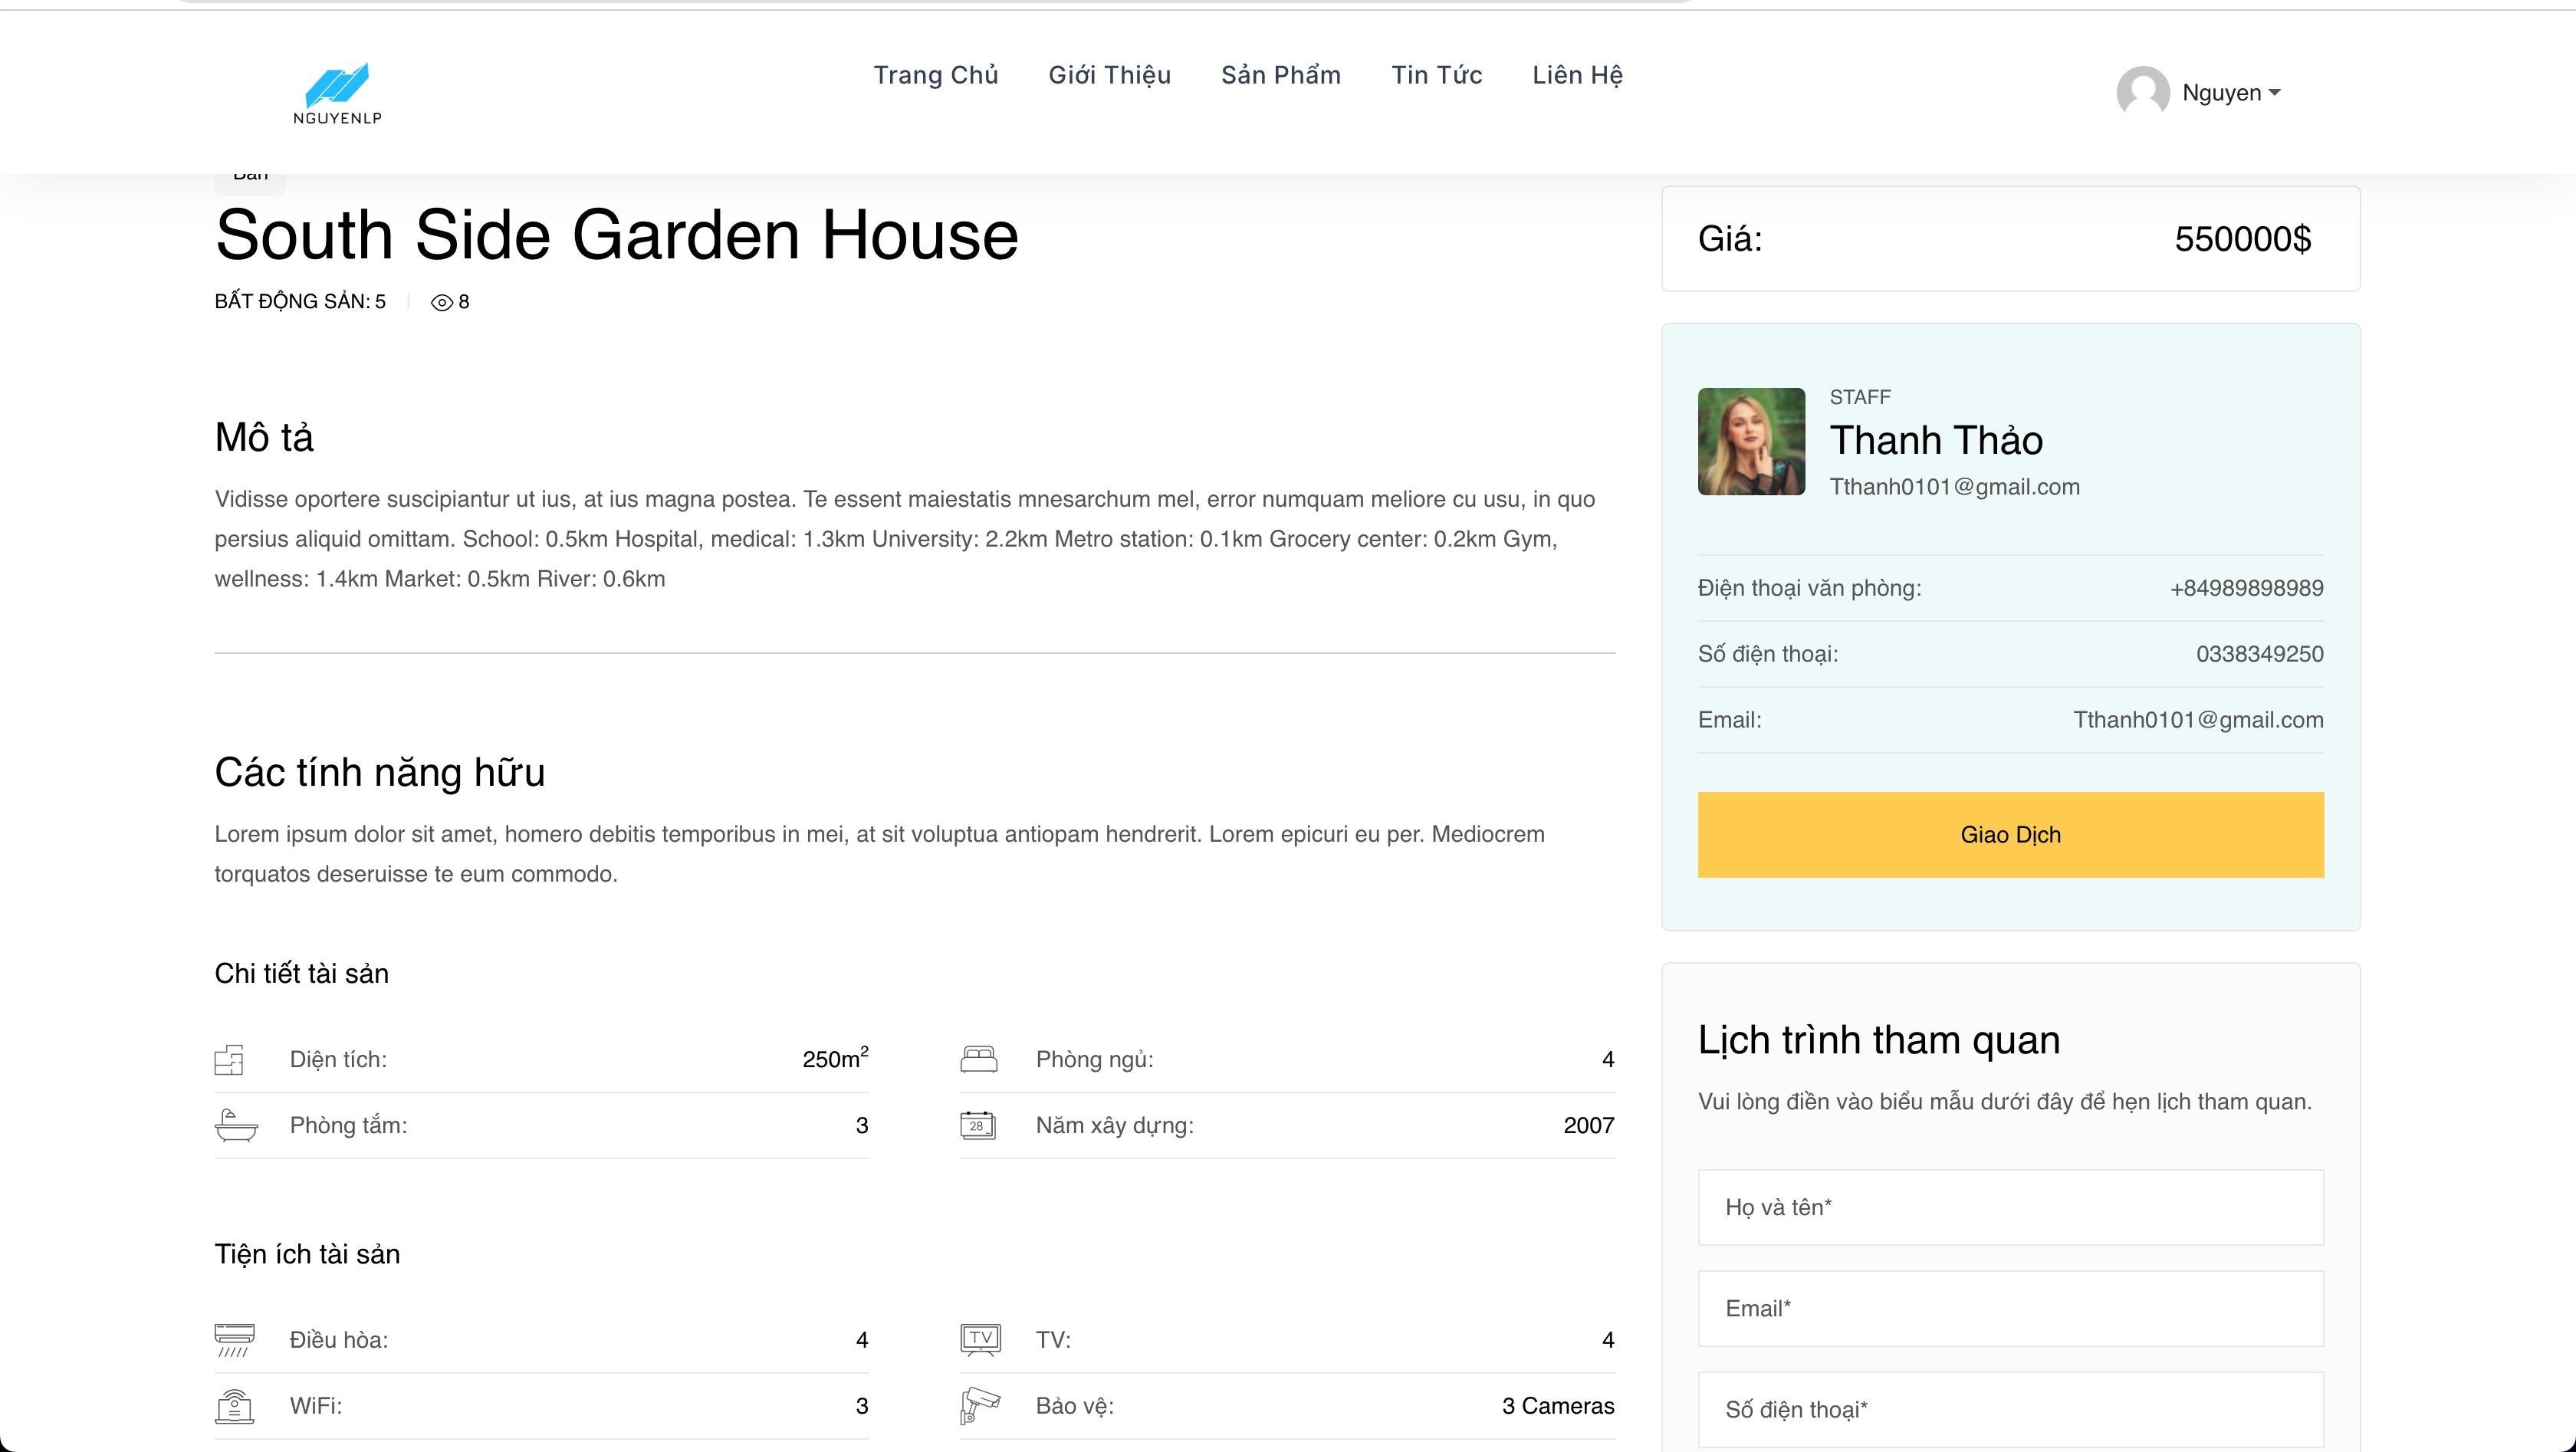 NGUYENLP
Trang Chủ
Giới Thiệu
Sản Phẩm
Tin Tức
Liên Hệ
Nguyen
Bán
South Side Garden House
BẤT ĐỘNG SẢN: 5
8
Mô tả
Vidisse oportere suscipiantur ut ius, at ius magna postea. Te essent maiestatis mnesarchum mel, error numquam meliore cu usu, in quo
persius aliquid omittam. School: 0.5km Hospital, medical: 1.3km University: 2.2km Metro station: 0.1km Grocery center: 0.2km Gym,
wellness: 1.4km Market: 0.5km River: 0.6km
Các tính năng hữu
Lorem ipsum dolor sit amet, homero debitis temporibus in mei, at sit voluptua antiopam hendrerit. Lorem epicuri eu per. Mediocrem
torquatos deseruisse te eum commodo.
Chi tiết tài sản
Diện tích: 250m²
Phòng ngủ: 4
Phòng tắm: 3
28
Năm xây dựng: 2007
Tiện ích tài sản
Điều hòa: 4
TV
TV: 4
WiFi: 3
Bảo vệ: 3 Cameras
Giá: 550000$
STAFF
Thanh Thảo
Tthanh0101@gmail.com
Điện thoại văn phòng: +84989898989
Số điện thoại: 0338349250
Email: Tthanh0101@gmail.com
Giao Dịch
Lịch trình tham quan
Vui lòng điền vào biểu mẫu dưới đây để hẹn lịch tham quan.
Họ và tên*
Email*
Số điện thoại*